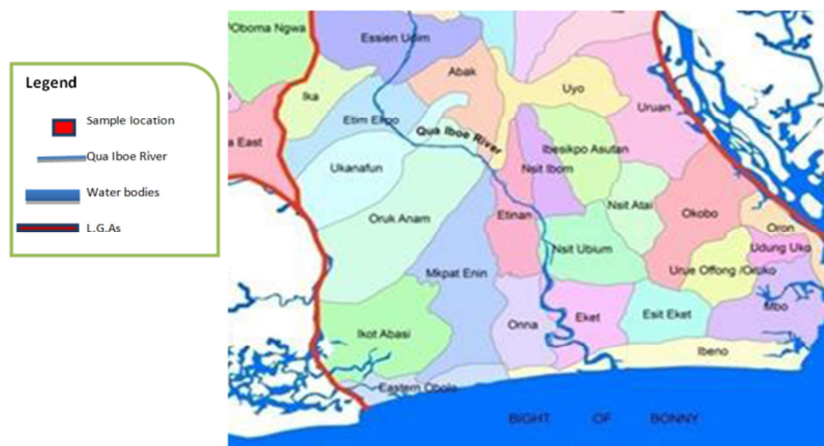 Legend
Sample location
Qua Iboe River
Water bodies
L.G.As
Oboma Ngwa
Essien Udim
Abak
Uyo
Ika
Uruan
Etim Ekpo
Qua Iboe River
a East
Ibesikpo Asutan
Ukanafun
Nsit Ibom
Nsit Atai
Oruk Anam
Etinan
Okobo
Oron
Nsit Ubium
Udung Uko
Mkpat Enin
Urue Offong /Oruko
Mbo
Ikot Abasi
Onna
Eket
Esit Eket
Ibeno
Eastern Obolo
BIGHT OF BONNY